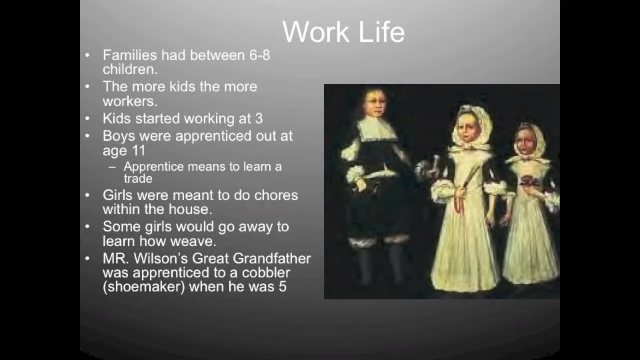 Work Life
• Families had between 6-8
children.
• The more kids the more
workers.
• Kids started working at 3
• Boys were apprenticed out at
age 11
– Apprentice means to learn a
trade
• Girls were meant to do chores
within the house.
• Some girls would go away to
learn how weave.
• MR. Wilson's Great Grandfather
was apprenticed to a cobbler
(shoemaker) when he was 5